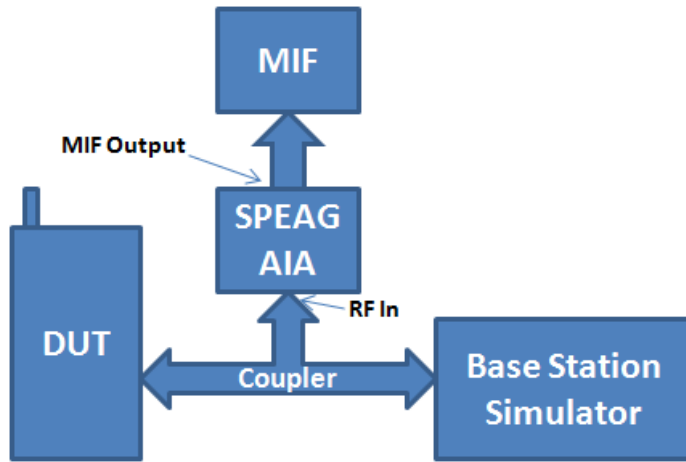 MIF
MIF Output
SPEAG
AIA
RF In
DUT
Coupler
Base Station
Simulator